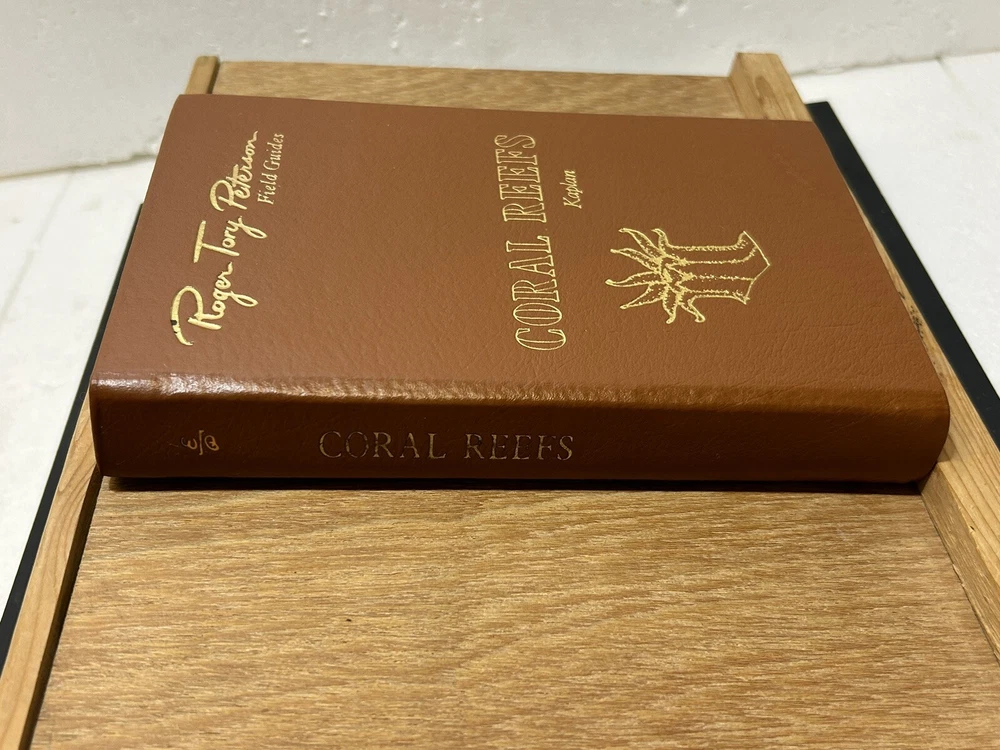 Roger Tory Peterson
Field Guides
CORAL REEFS
Kaplan
CORAL REEFS